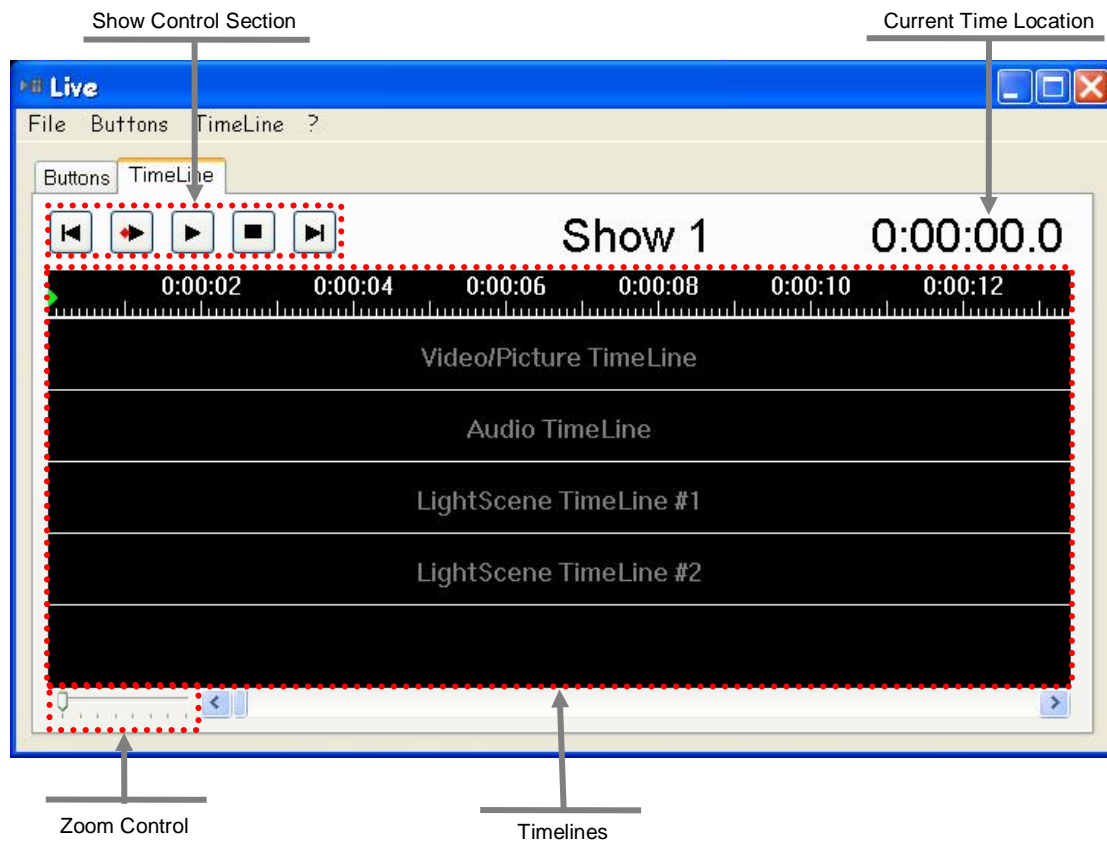 Show Control Section
Current Time Location
Live
File Buttons TimeLine ?
Buttons TimeLine
Show 1 0:00:00.0
0:00:02 0:00:04 0:00:06 0:00:08 0:00:10 0:00:12
Video/Picture TimeLine
Audio TimeLine
LightScene TimeLine #1
LightScene TimeLine #2
Zoom Control
Timelines